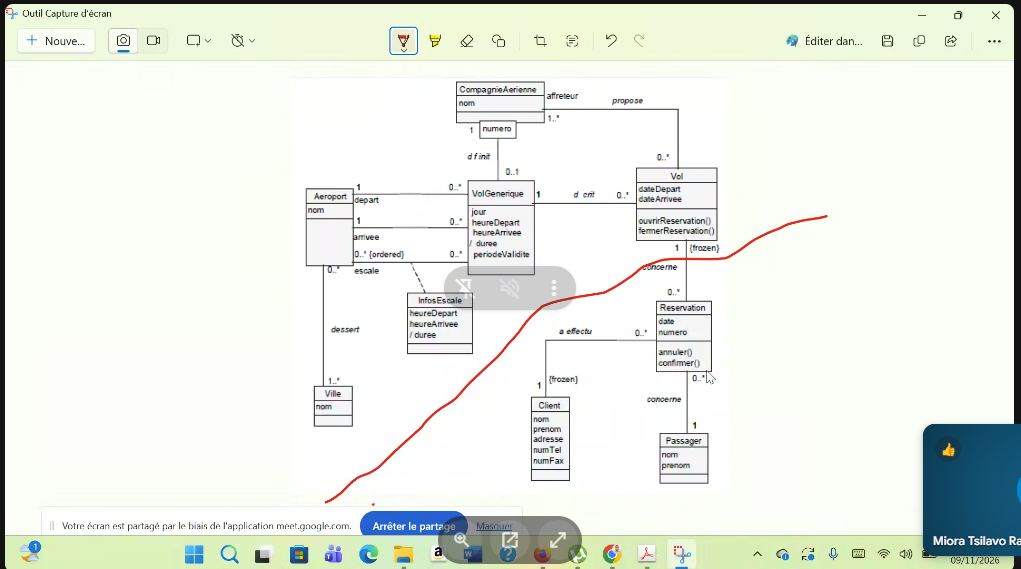 Outil Capture d'écran
Nouve...
Éditer dan...
CompagnieAerienne
nom
affreteur
propose
1..*
1
numero
d f init
0..1
0..*
Vol
dateDepart
dateArrivee
ouvrirReservation()
fermerReservation()
Aeroport
nom
1
depart
0..*
1
arrivee
0..*
0..* {ordered}
escale
0..*
VolGenerique
jour
heureDepart
heureArrivee
/ duree
periodeValidite
1
d crit
0..*
1
{frozen}
concerne
0..*
0..*
dessert
1..*
Ville
nom
InfosEscale
heureDepart
heureArrivee
/ duree
Reservation
date
numero
annuler()
confirmer()
a effectu
0..*
{frozen}
1
Client
nom
prenom
adresse
numTel
numFax
0..*
concerne
1
Passager
nom
prenom
Votre écran est partagé par le biais de l'application meet.google.com.
Arrêter le partage
Masquer
Miora Tsilavo Ra
1
09/11/2026